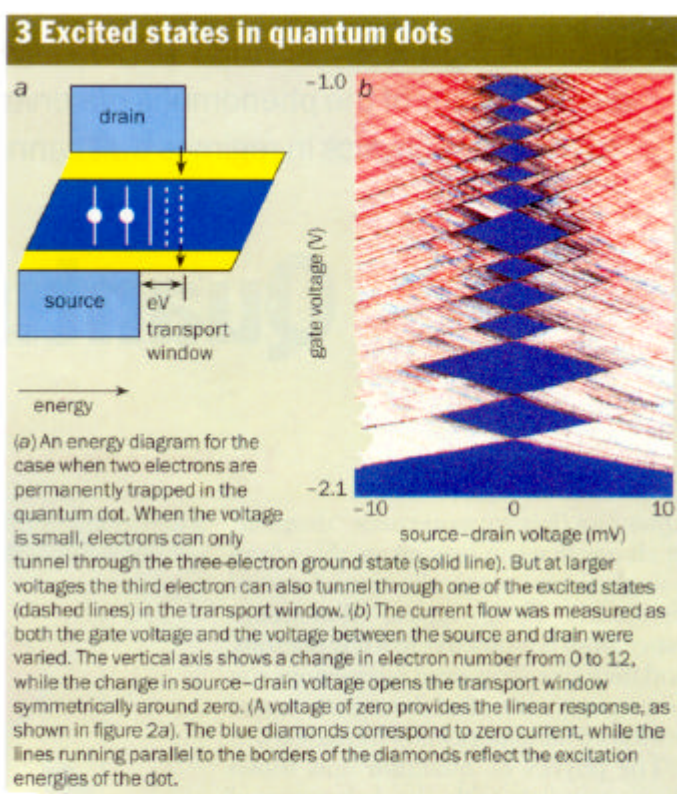 3 Excited states in quantum dots
a
drain
source
eV
transport
window
energy
b
−1.0
gate voltage (V)
−2.1
−10
0
10
source–drain voltage (mV)
(a) An energy diagram for the
case when two electrons are
permanently trapped in the
quantum dot. When the voltage
is small, electrons can only
tunnel through the three-electron ground state (solid line). But at larger
voltages the third electron can also tunnel through one of the excited states
(dashed lines) in the transport window. (b) The current flow was measured as
both the gate voltage and the voltage between the source and drain were
varied. The vertical axis shows a change in electron number from 0 to 12,
while the change in source–drain voltage opens the transport window
symmetrically around zero. (A voltage of zero provides the linear response, as
shown in figure 2a). The blue diamonds correspond to zero current, while the
lines running parallel to the borders of the diamonds reflect the excitation
energies of the dot.